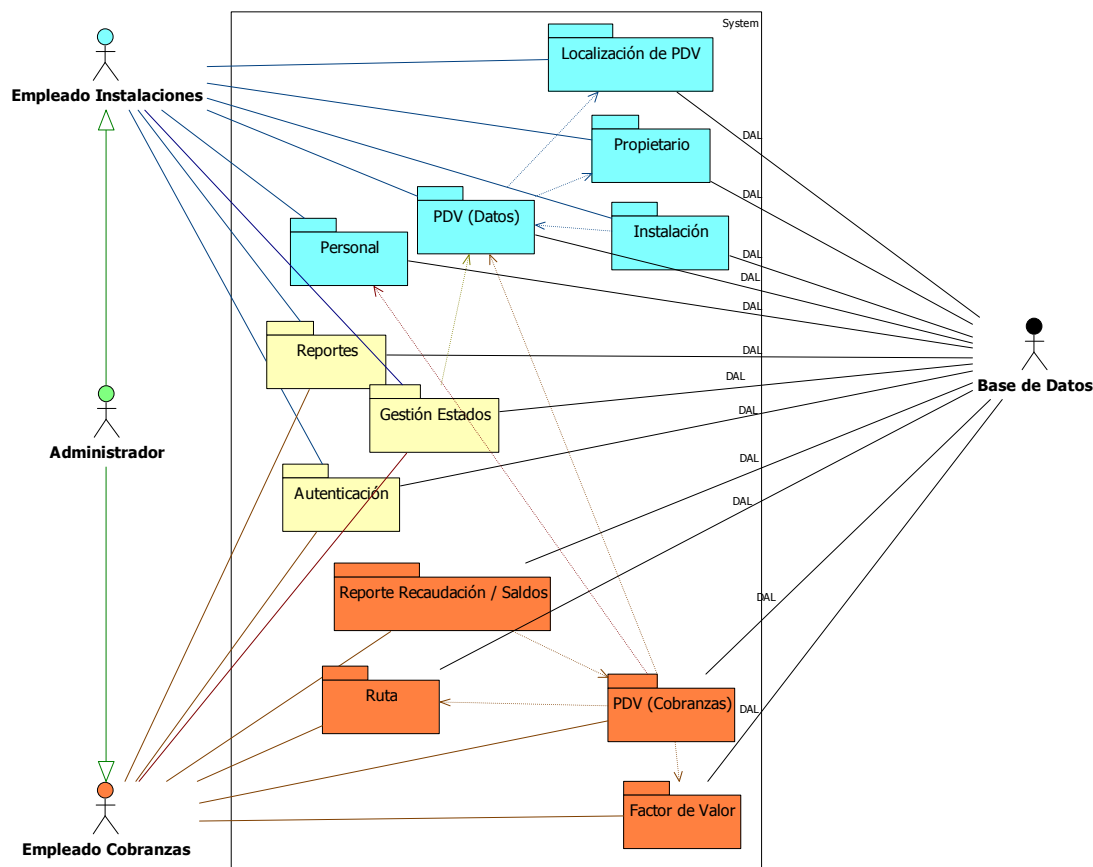 System
Localización de PDV
Empleado Instalaciones
DAL
Propietario
DAL
PDV (Datos)
Instalación
Personal
DAL
DAL
DAL
Reportes
DAL
DAL
Base de Datos
Gestión Estados
DAL
Administrador
DAL
Autenticación
DAL
Reporte Recaudación / Saldos
DAL
Ruta
PDV (Cobranzas)
DAL
Factor de Valor
Empleado Cobranzas